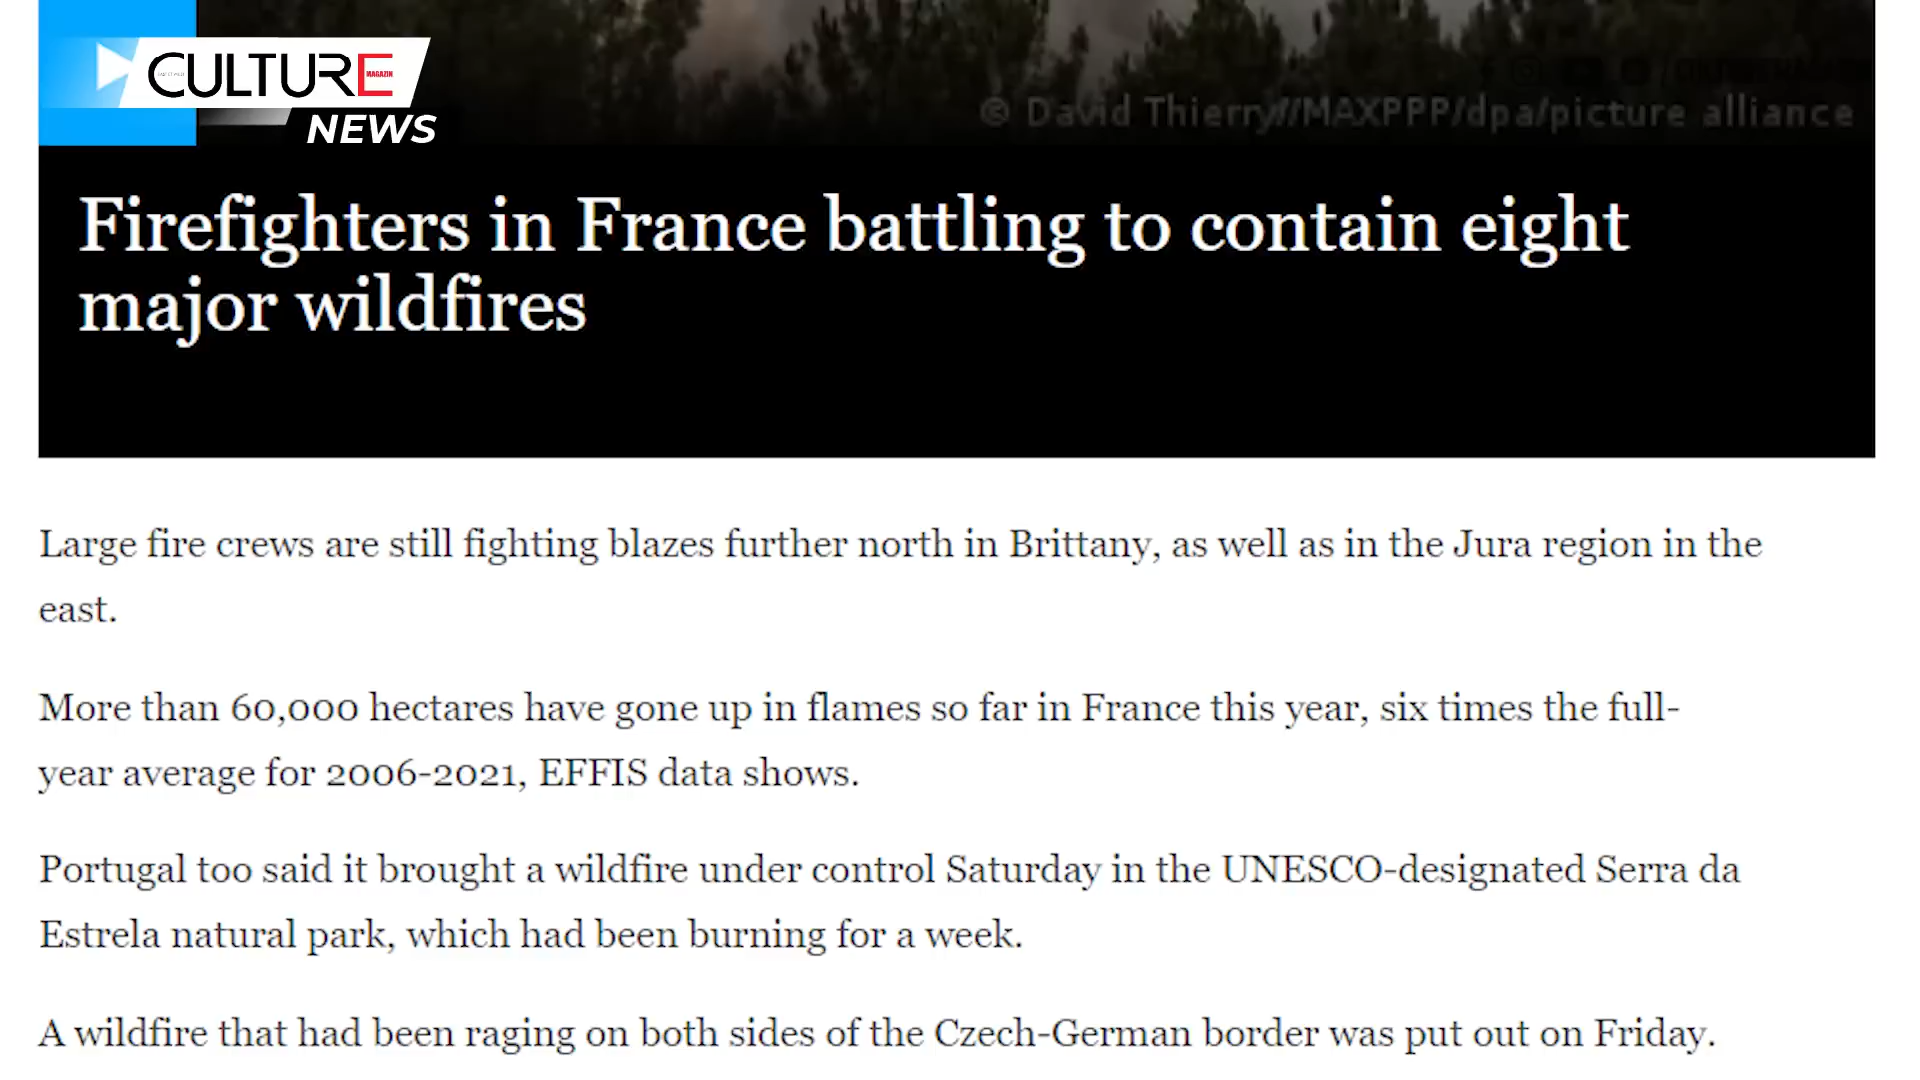 CULTURE
MAGAZIN
NEWS
© David Thierry//MAXPPP/dpa/picture alliance
Firefighters in France battling to contain eight
major wildfires
Large fire crews are still fighting blazes further north in Brittany, as well as in the Jura region in the
east.
More than 60,000 hectares have gone up in flames so far in France this year, six times the full-
year average for 2006-2021, EFFIS data shows.
Portugal too said it brought a wildfire under control Saturday in the UNESCO-designated Serra da
Estrela natural park, which had been burning for a week.
A wildfire that had been raging on both sides of the Czech-German border was put out on Friday.